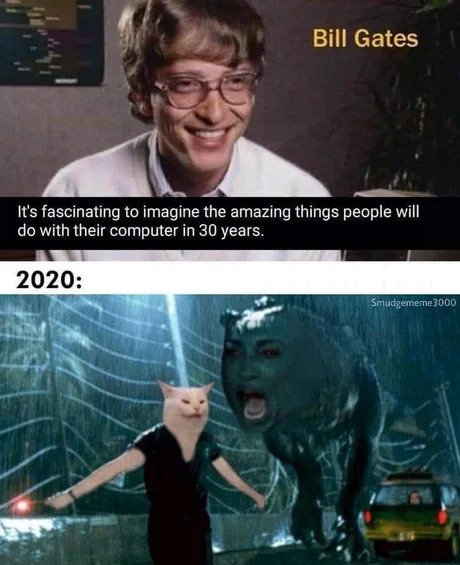 Bill Gates
It's fascinating to imagine the amazing things people will
do with their computer in 30 years.
2020:
Smudgememe3000